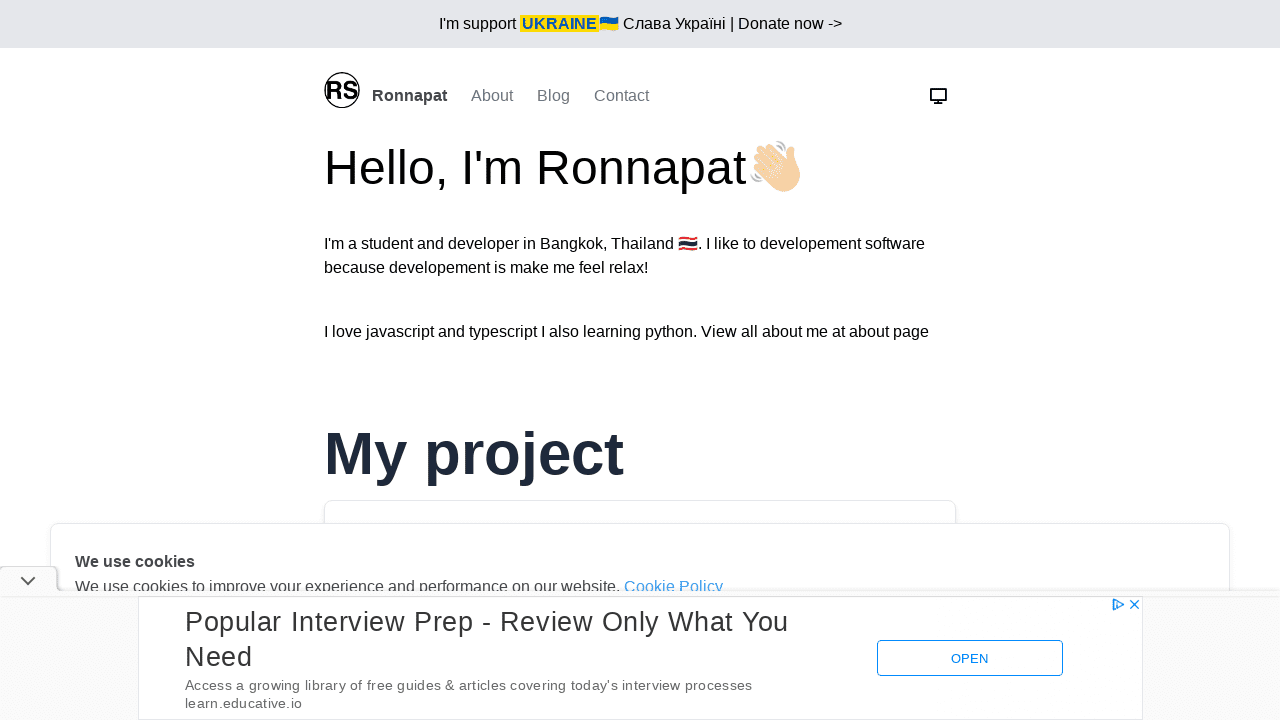 I'm support UKRAINE🇺🇦 Слава Україні | Donate now ->
RS Ronnapat About Blog Contact
Hello, I'm Ronnapat👋🏼
I'm a student and developer in Bangkok, Thailand 🇹🇭. I like to developement software
because developement is make me feel relax!
I love javascript and typescript I also learning python. View all about me at about page
My project
We use cookies
We use cookies to improve your experience and performance on our website. Cookie Policy
Popular Interview Prep - Review Only What You
Need
Access a growing library of free guides & articles covering today's interview processes
learn.educative.io
OPEN